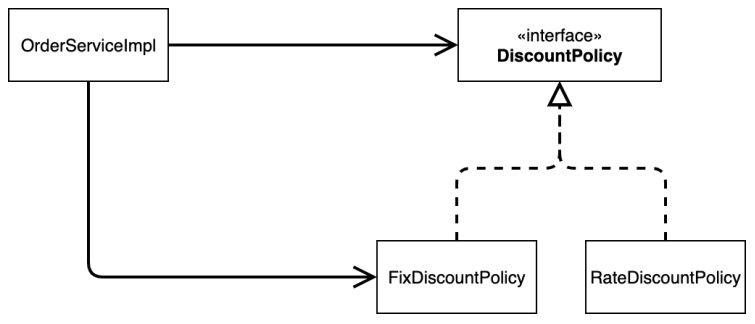 OrderServiceImpl
«interface»
DiscountPolicy
FixDiscountPolicy
RateDiscountPolicy